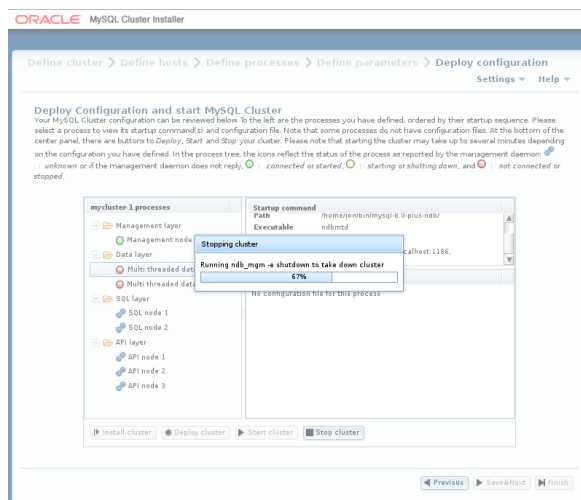 ORACLE MySQL Cluster Installer
Define cluster Define hosts Define processes Define parameters Deploy configuration
Settings Help
Deploy Configuration and start MySQL Cluster
Your MySQL Cluster configuration can be reviewed below. To the left are the processes you have defined, ordered by their startup sequence. Please
select a process to view its startup command(s) and configuration file. Note that some processes do not have configuration files. At the bottom of the
center panel, there are buttons to Deploy, Start and Stop your cluster. Please note that starting the cluster may take up to several minutes depending
on the configuration you have defined. In the process tree, the icons reflect the status of the process as reported by the management daemon:
: unknown or if the management daemon does not reply, : connected or started, : starting or shutting down, and : not connected or
stopped.
mycluster-1 processes
Management layer
Management node
Data layer
Multi threaded data
Multi threaded data
SQL layer
SQL node 1
SQL node 2
API layer
API node 1
API node 2
API node 3
Startup command
Path /home/jon/bin/mysql-8.0-plus-ndb/
Executable ndbmtd
calhost:1186,
No configuration file for this process
Stopping cluster
Running ndb_mgm -e shutdown to take down cluster
67%
Install cluster Deploy cluster Start cluster Stop cluster
Previous Save&Next Finish